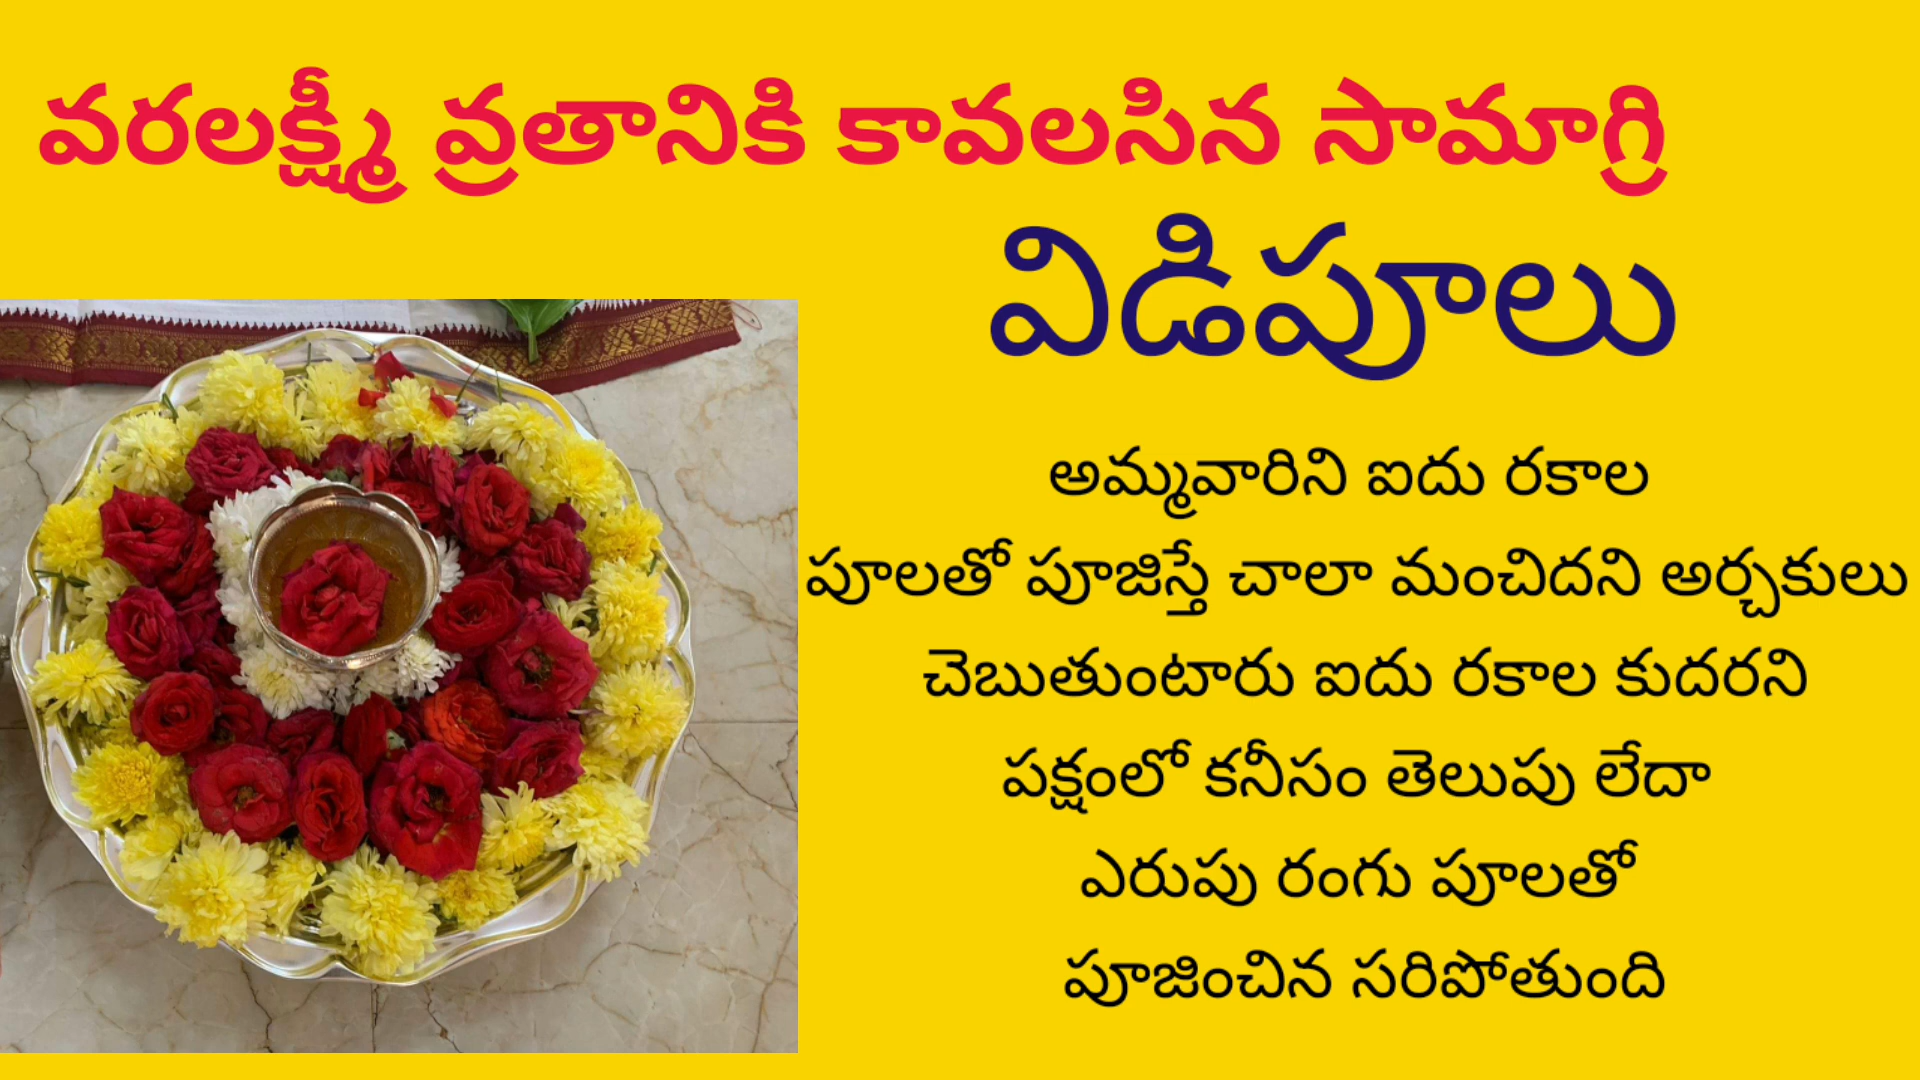 వరలక్ష్మీ వ్రతానికి కావలసిన సామాగ్రి
విడిపూలు
అమ్మవారిని ఐదు రకాల
పూలతో పూజిస్తే చాలా మంచిదని అర్చకులు
చెబుతుంటారు ఐదు రకాల కుదరని
పక్షంలో కనీసం తెలుపు లేదా
ఎరుపు రంగు పూలతో
పూజించిన సరిపోతుంది